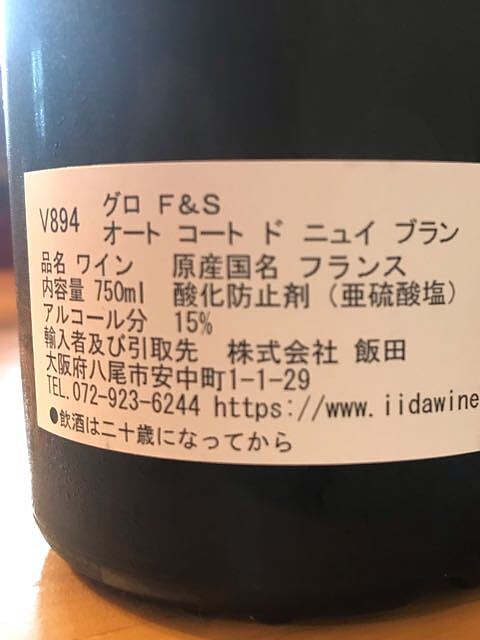 V894 グロ F&S
オート コート ド ニュイ ブラン
品名 ワイン 原産国名 フランス
内容量 750ml 酸化防止剤（亜硫酸塩）
アルコール分 15%
輸入者及び引取先 株式会社 飯田
大阪府八尾市安中町1-1-29
TEL.072-923-6244 https://www.iidawine
●飲酒は二十歳になってから